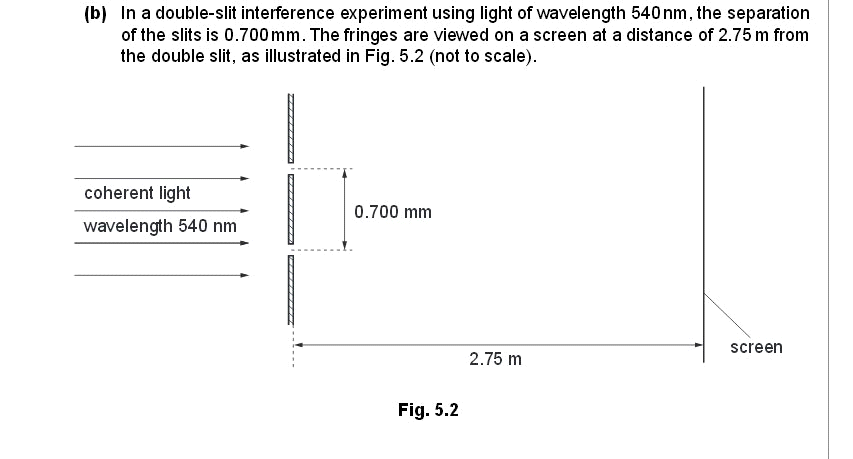 (b) In a double-slit interference experiment using light of wavelength 540 nm, the separation
of the slits is 0.700 mm. The fringes are viewed on a screen at a distance of 2.75 m from
the double slit, as illustrated in Fig. 5.2 (not to scale).
coherent light
wavelength 540 nm
0.700 mm
screen
2.75 m
Fig. 5.2